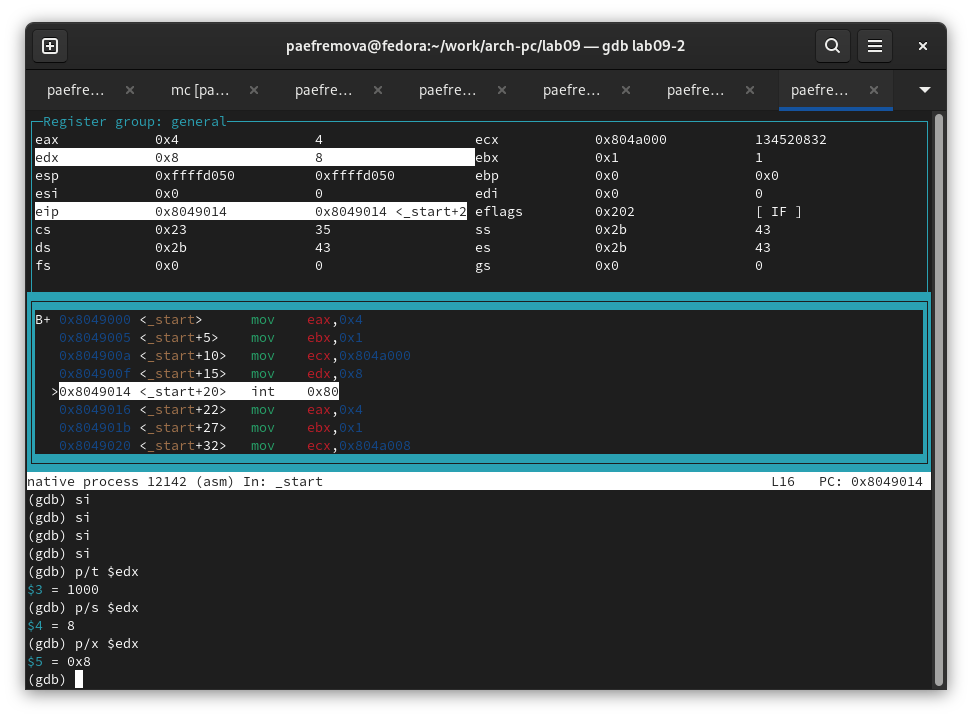 paefremova@fedora:~/work/arch-pc/lab09 — gdb lab09-2
paefre... × mc [pa... × paefre... × paefre... × paefre... × paefre... × paefre... ×
Register group: general
eax 0x4 4 ecx 0x804a000 134520832
edx 0x8 8 ebx 0x1 1
esp 0xffffd050 0xffffd050 ebp 0x0 0x0
esi 0x0 0 edi 0x0 0
eip 0x8049014 0x8049014 <_start+2 eflags 0x202 [ IF ]
cs 0x23 35 ss 0x2b 43
ds 0x2b 43 es 0x2b 43
fs 0x0 0 gs 0x0 0
B+ 0x8049000 <_start> mov eax,0x4
0x8049005 <_start+5> mov ebx,0x1
0x804900a <_start+10> mov ecx,0x804a000
0x804900f <_start+15> mov edx,0x8
>0x8049014 <_start+20> int 0x80
0x8049016 <_start+22> mov eax,0x4
0x804901b <_start+27> mov ebx,0x1
0x8049020 <_start+32> mov ecx,0x804a008
native process 12142 (asm) In: _start L16 PC: 0x8049014
(gdb) si
(gdb) si
(gdb) si
(gdb) si
(gdb) p/t $edx
$3 = 1000
(gdb) p/s $edx
$4 = 8
(gdb) p/x $edx
$5 = 0x8
(gdb)